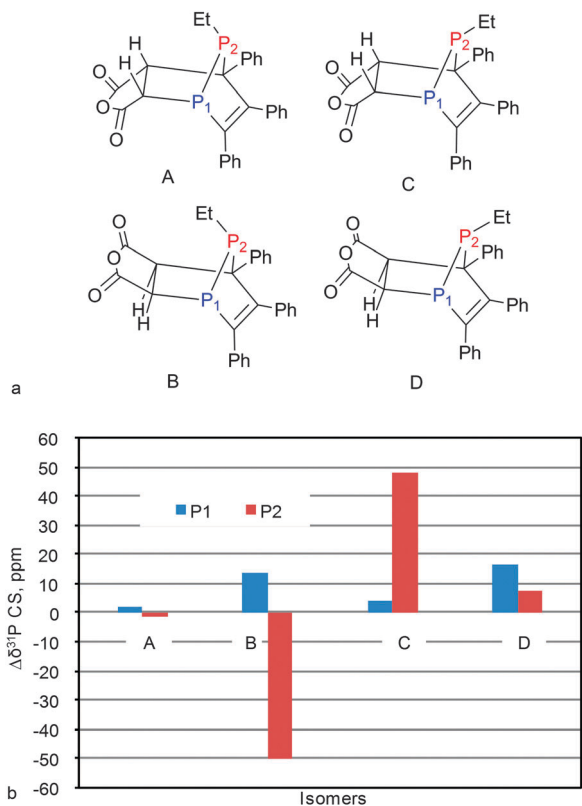 a
Et
P2
H
H
Ph
O
O
O
P1
Ph
Ph
A
Et
P2
H
H
Ph
O
O
O
P1
Ph
Ph
C
O
Et
P2
O
Ph
O
P1
H
H
Ph
Ph
B
O
P2
Et
O
Ph
O
P1
H
H
Ph
Ph
D
b
Δδ³¹P CS, ppm
60
50
40
30
20
10
0
-10
-20
-30
-40
-50
-60
P1 P2
A B C D
Isomers